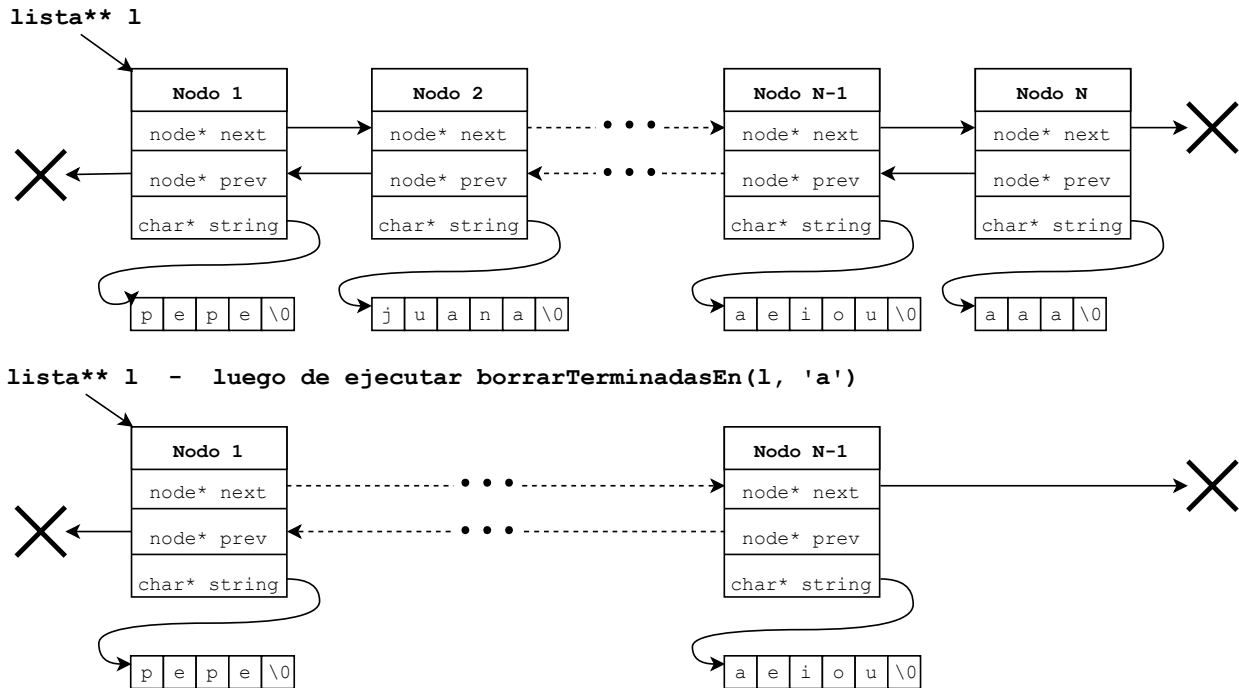 lista** l
Nodo 1 Nodo 2 Nodo N-1 Nodo N
node* next node* next • • • node* next node* next
node* prev node* prev • • • node* prev node* prev
char* string char* string char* string char* string
p e p e \0 j u a n a \0 a e i o u \0 a a a \0
lista** l - luego de ejecutar borrarTerminadasEn(l, 'a')
Nodo 1 Nodo N-1
node* next • • • node* next
node* prev • • • node* prev
char* string char* string
p e p e \0 a e i o u \0